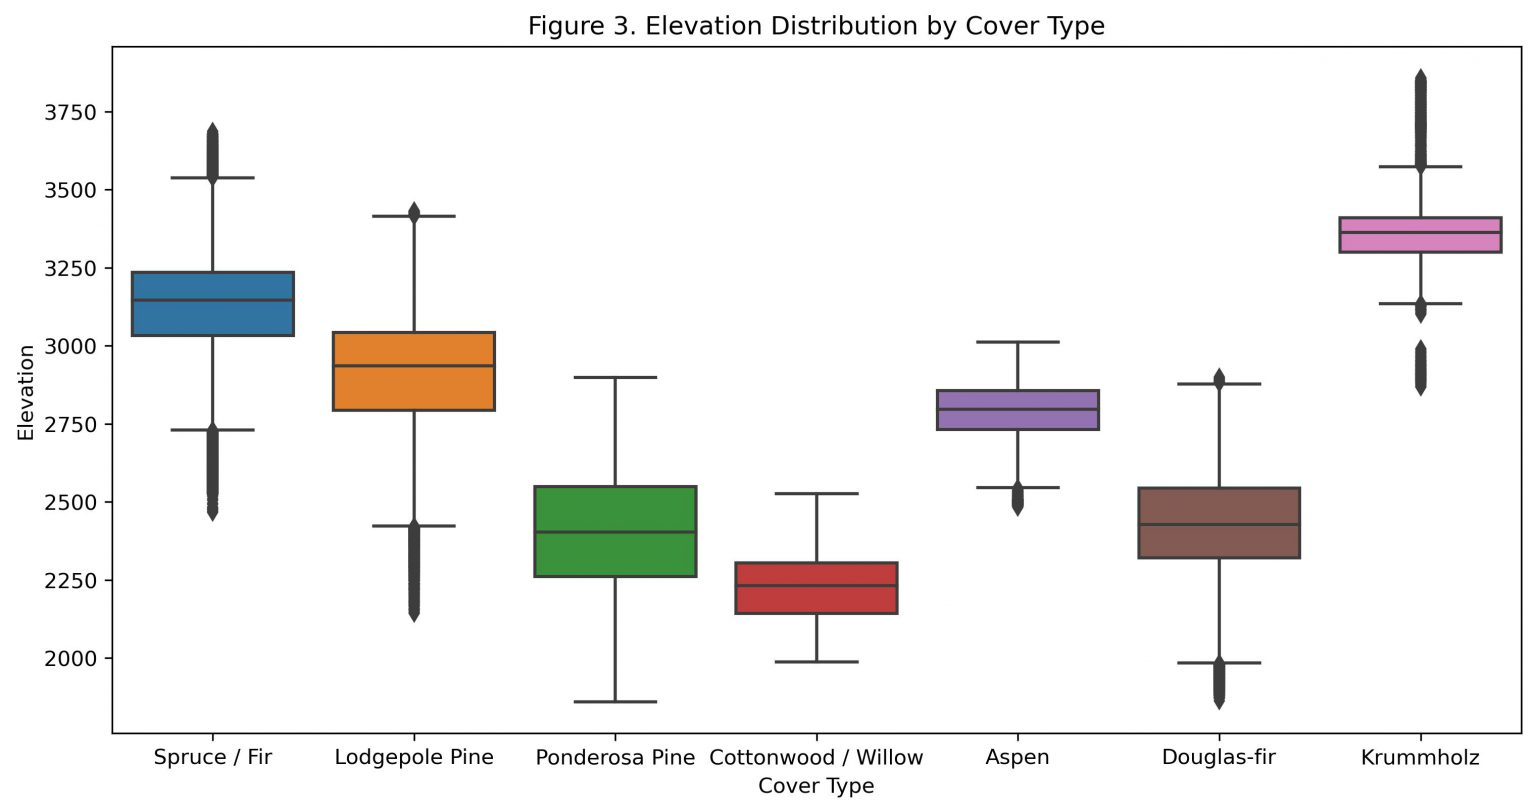 Figure 3. Elevation Distribution by Cover Type
Elevation
3750
3500
3250
3000
2750
2500
2250
2000
Spruce / Fir
Lodgepole Pine
Ponderosa Pine
Cottonwood / Willow
Aspen
Douglas-fir
Krummholz
Cover Type